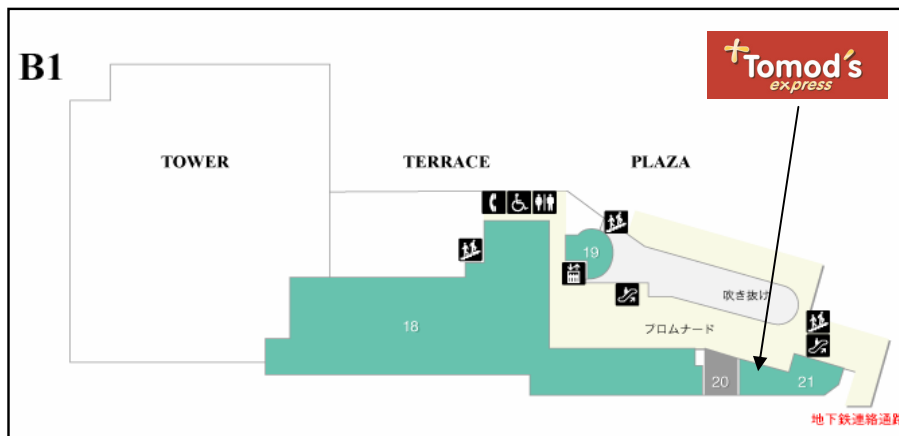 B1
Tomod's
express
TOWER
TERRACE
PLAZA
19
吹き抜け
18
プロムナード
20
21
地下鉄連絡通路